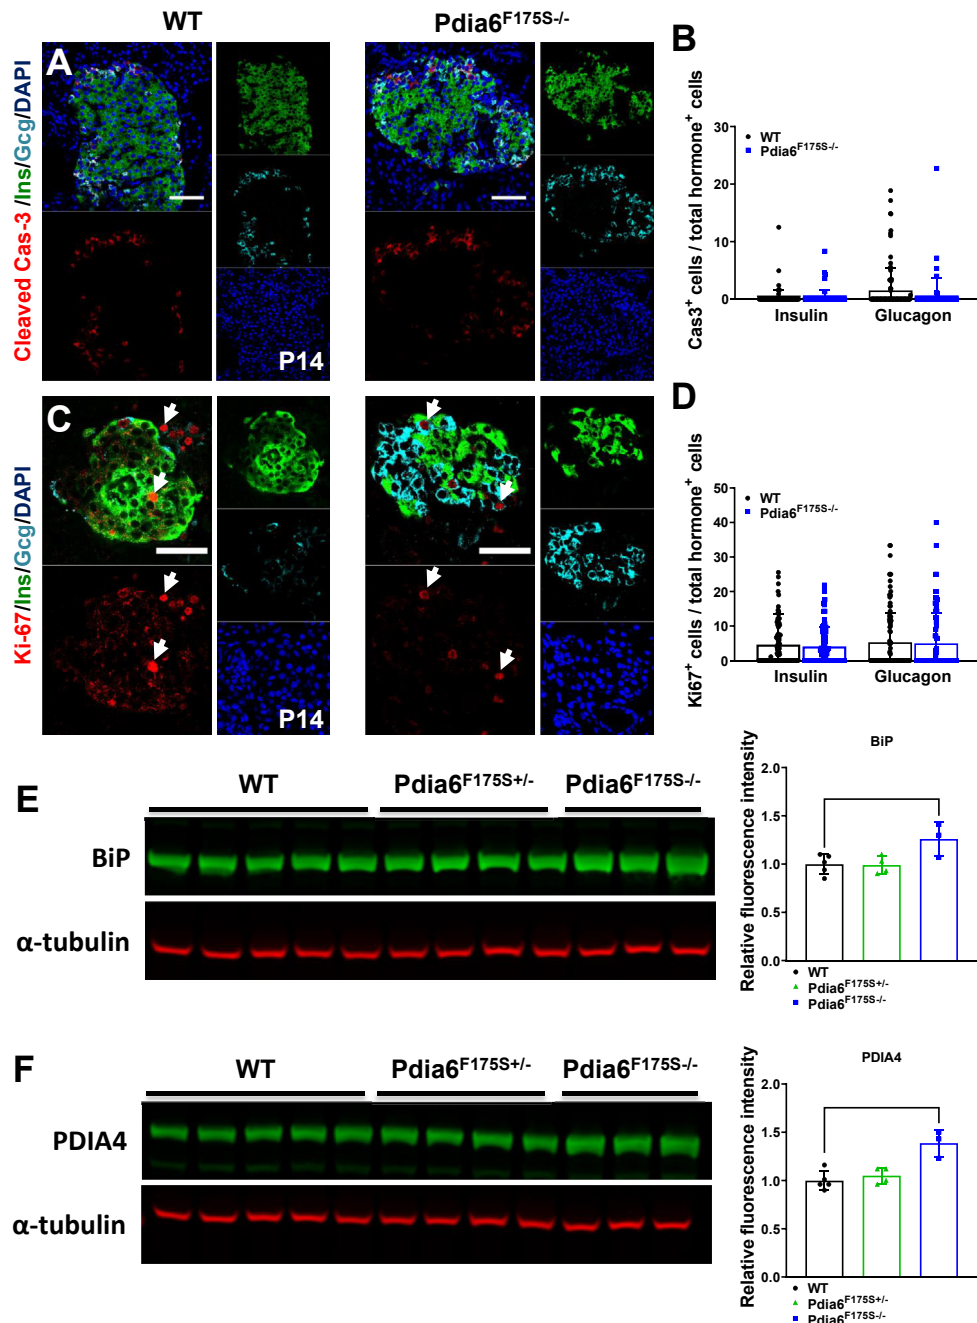 WT
Pdia6F175S-/-
A
Cleaved Cas-3 /Ins/Gcg/DAPI
P14
B
Cas3+ cells / total hormone+ cells
WT
Pdia6F175S-/-
30
20
10
0
Insulin
Glucagon
C
Ki-67/Ins/Gcg/DAPI
P14
D
Ki67+ cells / total hormone+ cells
WT
Pdia6F175S-/-
50
40
30
20
10
0
Insulin
Glucagon
E
WT
Pdia6F175S+/-
Pdia6F175S-/-
BiP
α-tubulin
BiP
Relative fluorescence intensity
2.0
1.5
1.0
0.5
0.0
WT
Pdia6F175S+/-
Pdia6F175S-/-
F
WT
Pdia6F175S+/-
Pdia6F175S-/-
PDIA4
α-tubulin
PDIA4
Relative fluorescence intensity
2.0
1.5
1.0
0.5
0.0
WT
Pdia6F175S+/-
Pdia6F175S-/-